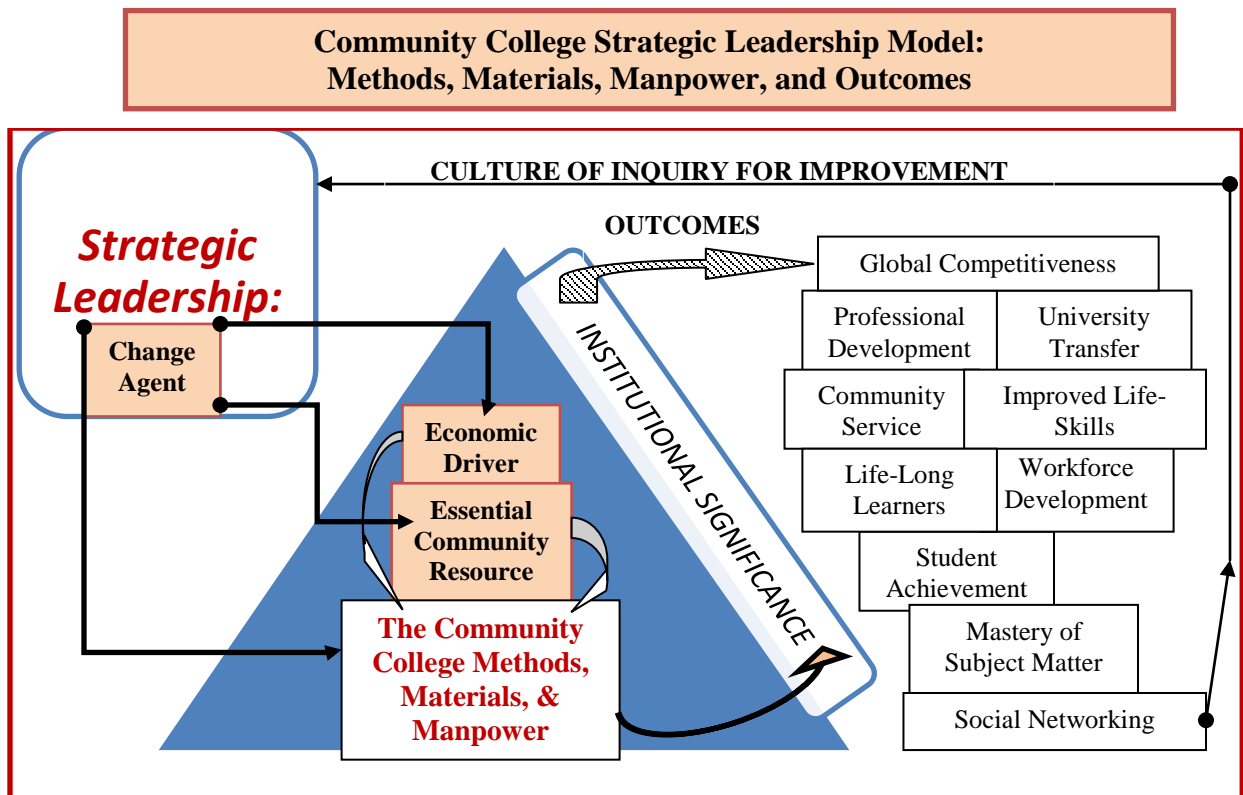 Community College Strategic Leadership Model:
Methods, Materials, Manpower, and Outcomes
CULTURE OF INQUIRY FOR IMPROVEMENT
Strategic
Leadership:
Change
Agent
OUTCOMES
Economic
Driver
Essential
Community
Resource
The Community
College Methods,
Materials, &
Manpower
INSTITUTIONAL SIGNIFICANCE
Global Competitiveness
Professional
Development
University
Transfer
Community
Service
Improved Life-
Skills
Life-Long
Learners
Workforce
Development
Student
Achievement
Mastery of
Subject Matter
Social Networking